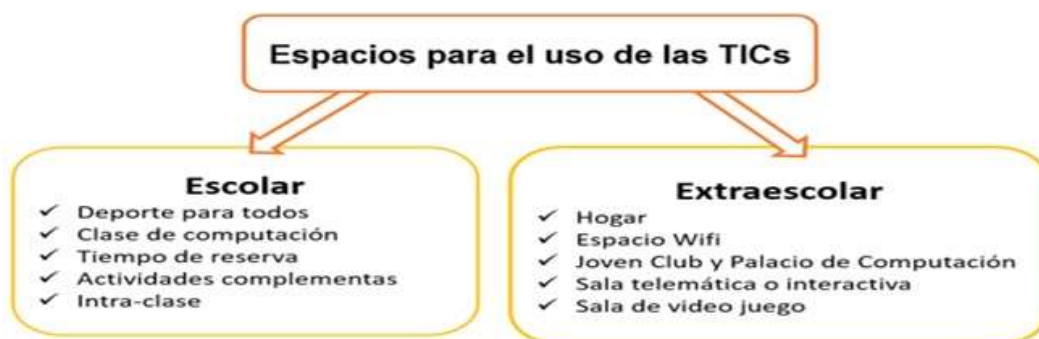 Espacios para el uso de las TICs
Escolar
✓ Deporte para todos
✓ Clase de computación
✓ Tiempo de reserva
✓ Actividades complementas
✓ Intra-clase
Extraescolar
✓ Hogar
✓ Espacio Wifi
✓ Joven Club y Palacio de Computación
✓ Sala telemática o interactiva
✓ Sala de video juego